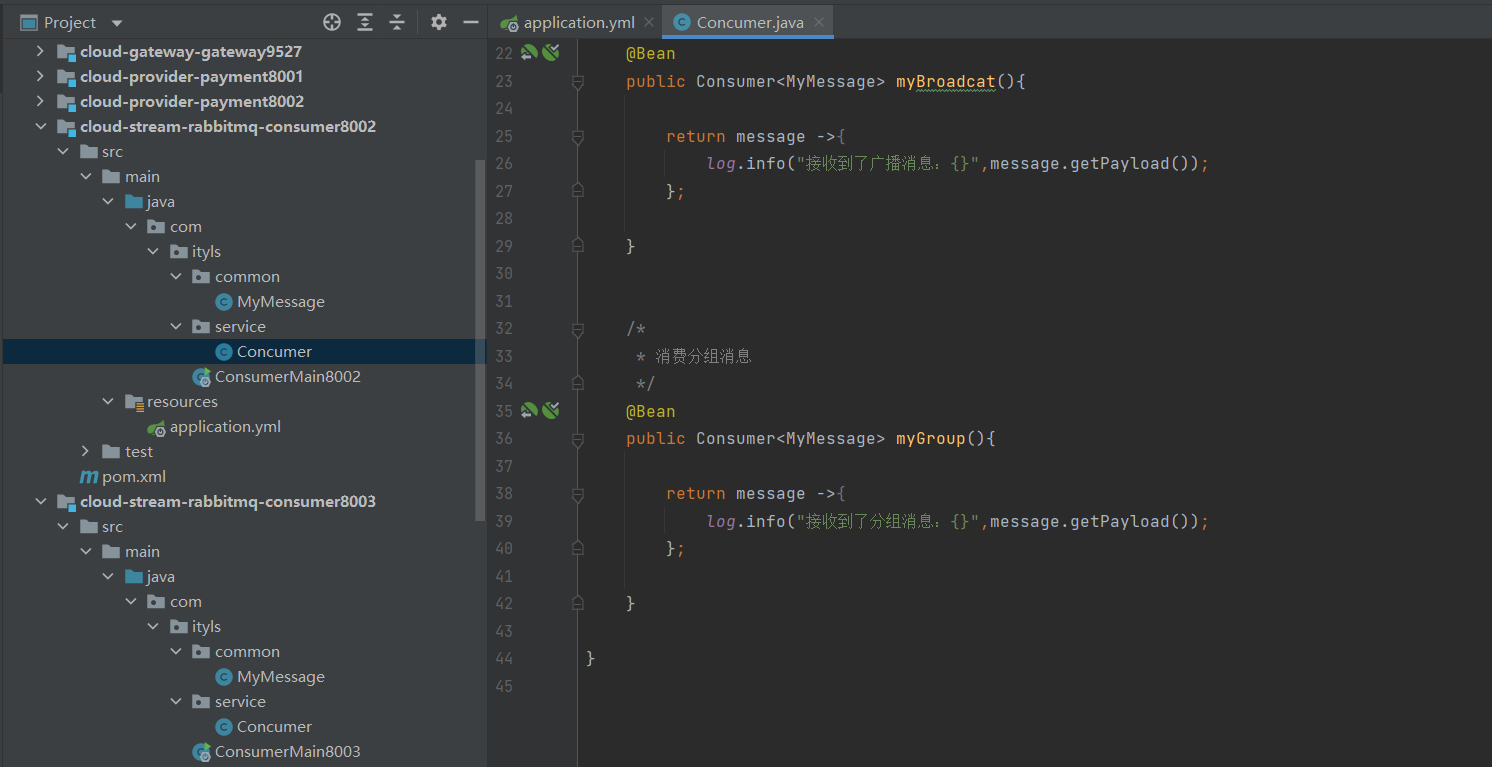 Project
cloud-gateway-gateway9527
cloud-provider-payment8001
cloud-provider-payment8002
cloud-stream-rabbitmq-consumer8002
src
main
java
com
ityls
common
MyMessage
service
Concumer
ConsumerMain8002
resources
application.yml
test
pom.xml
cloud-stream-rabbitmq-consumer8003
src
main
java
com
ityls
common
MyMessage
service
Concumer
ConsumerMain8003
application.yml
Concumer.java
22 @Bean
23 public Consumer<MyMessage> myBroadcat(){
24
25 return message ->{
26 log.info("接收到了广播消息: {}",message.getPayload());
27 };
28
29 }
30
31
32 /*
33 * 消费分组消息
34 */
35 @Bean
36 public Consumer<MyMessage> myGroup(){
37
38 return message ->{
39 log.info("接收到了分组消息: {}",message.getPayload());
40 };
41
42 }
43
44 }
45